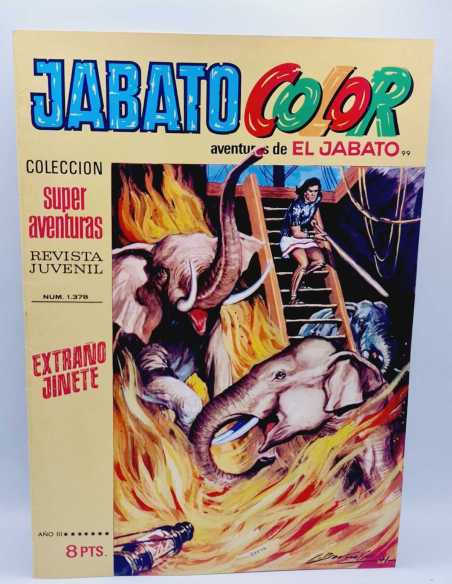 JABATO COLOR
aventuras de EL JABATO 99
COLECCION
super
aventuras
REVISTA
JUVENIL
NUM. 1.378
EXTRAÑO
JINETE
AÑO III
8 PTS.